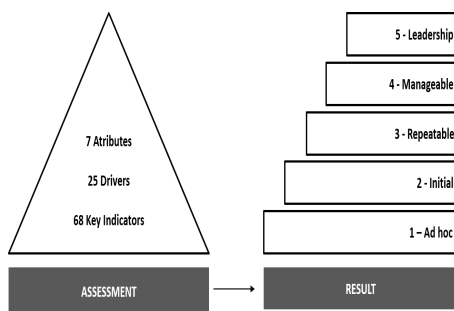 7 Atributes
25 Drivers
68 Key Indicators
ASSESSMENT
5 - Leadership
4 - Manageable
3 - Repeatable
2 - Initial
1 – Ad hoc
RESULT